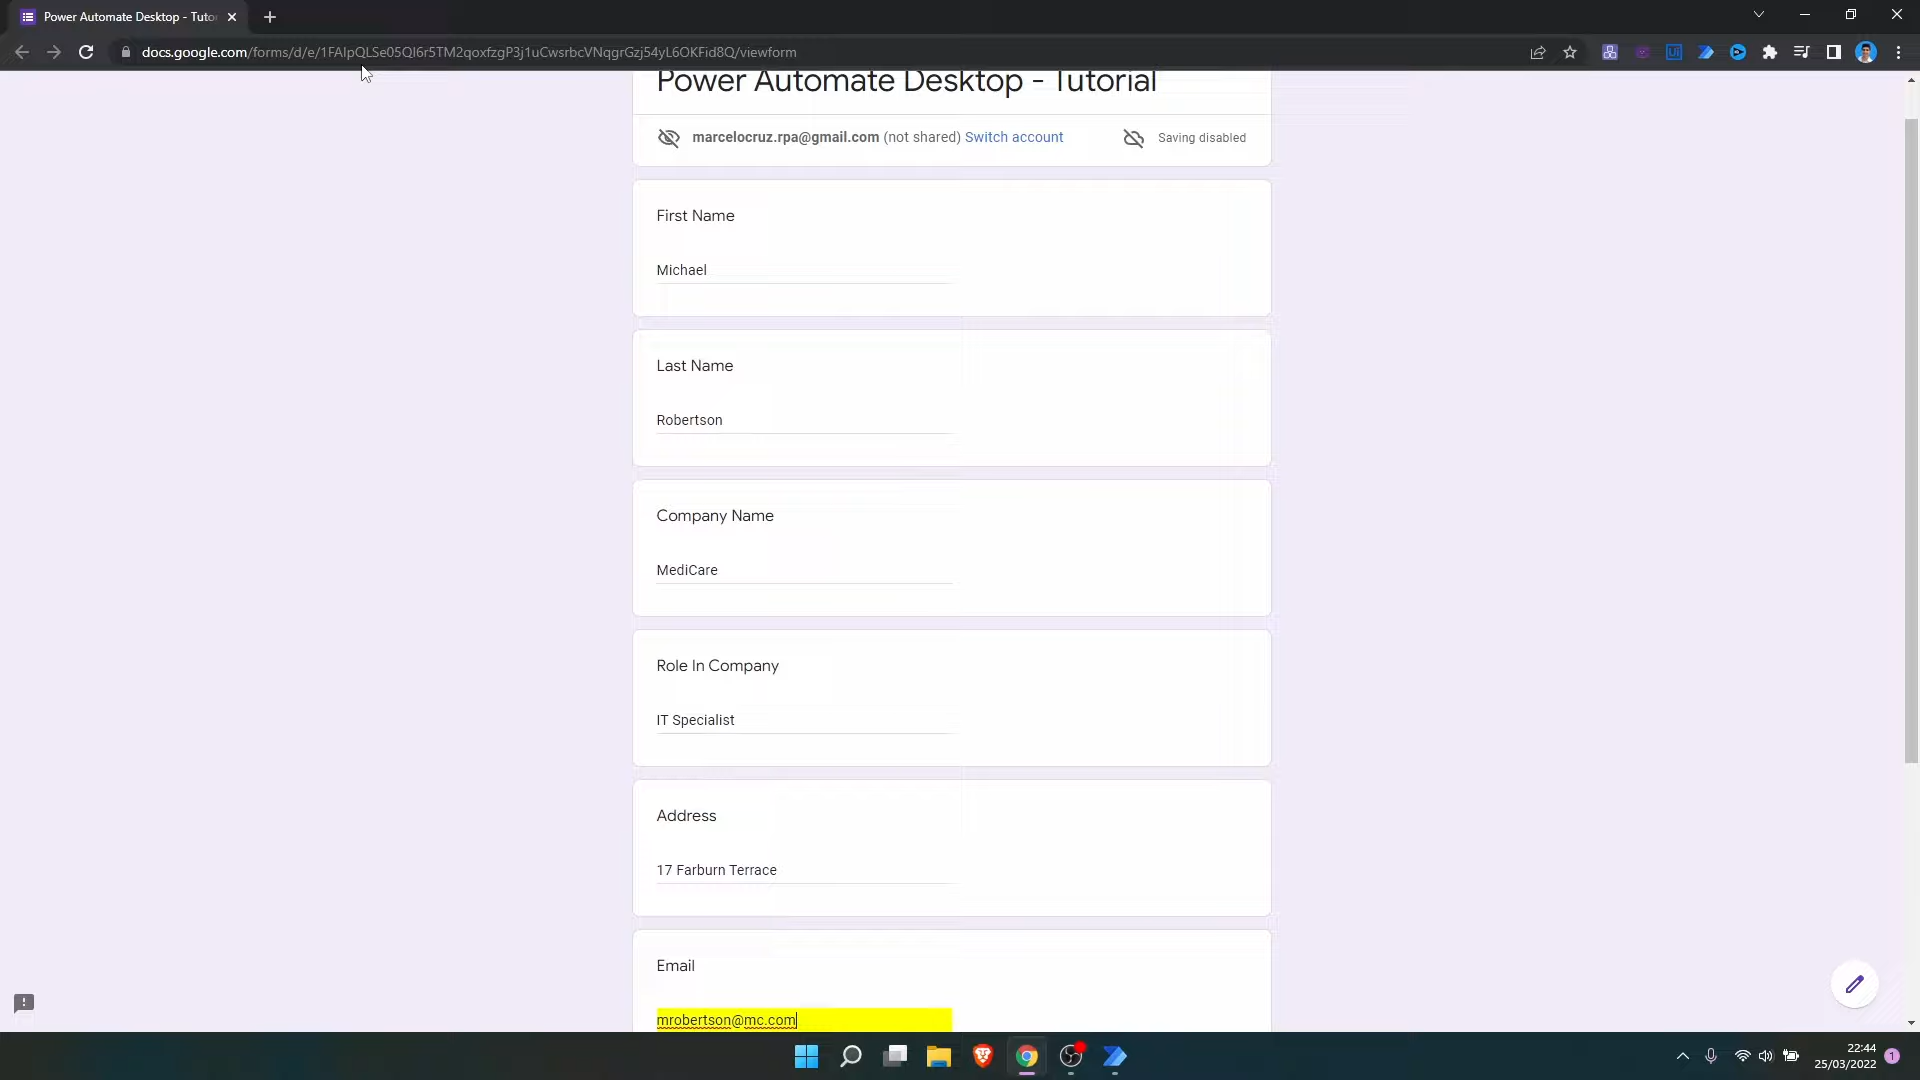 Power Automate Desktop - Tuto
docs.google.com/forms/d/e/1FAIpQLSe05QI6r5TM2qoxfzgP3j1uCwsrbcVNqgrGzj54yL6OKFid8Q/viewform
Power Automate Desktop - Tutorial
marcelocruz.rpa@gmail.com (not shared) Switch account
Saving disabled
First Name
Michael
Last Name
Robertson
Company Name
MediCare
Role In Company
IT Specialist
Address
17 Farburn Terrace
Email
mrobertson@mc.com
22:44
25/03/2022
1